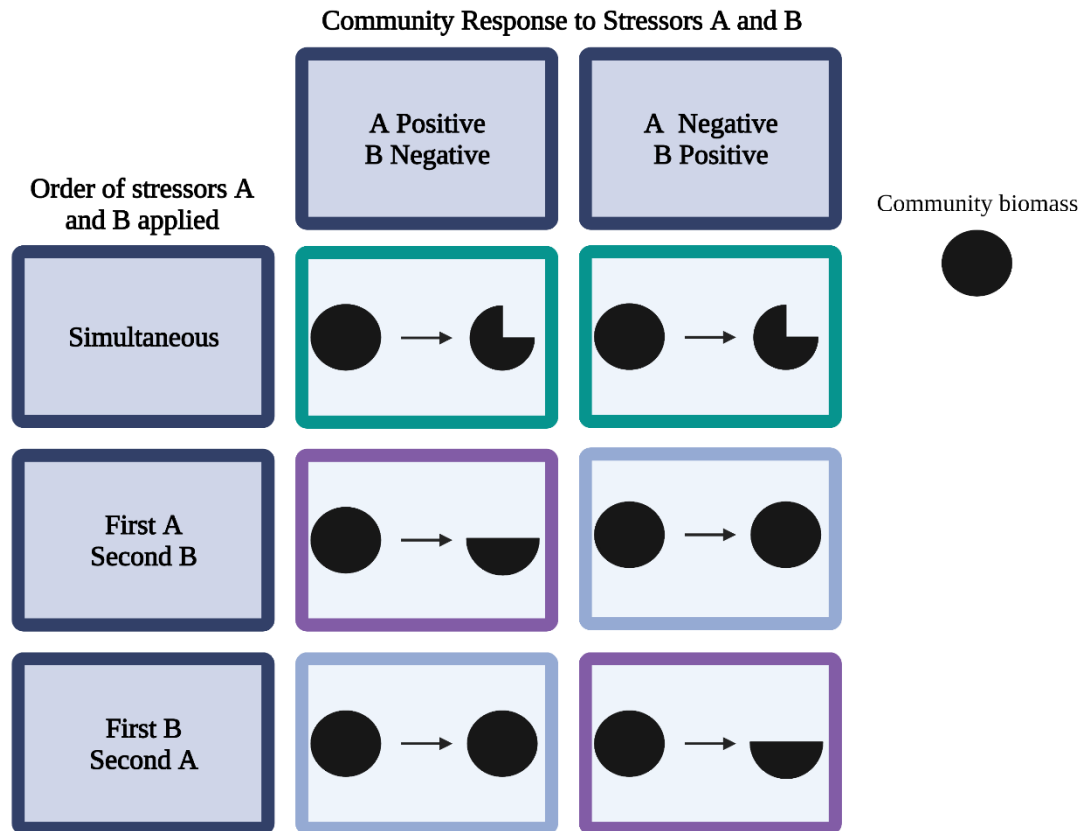 Community Response to Stressors A and B
A Positive
B Negative
A Negative
B Positive
Order of stressors A
and B applied
Community biomass
Simultaneous
First A
Second B
First B
Second A